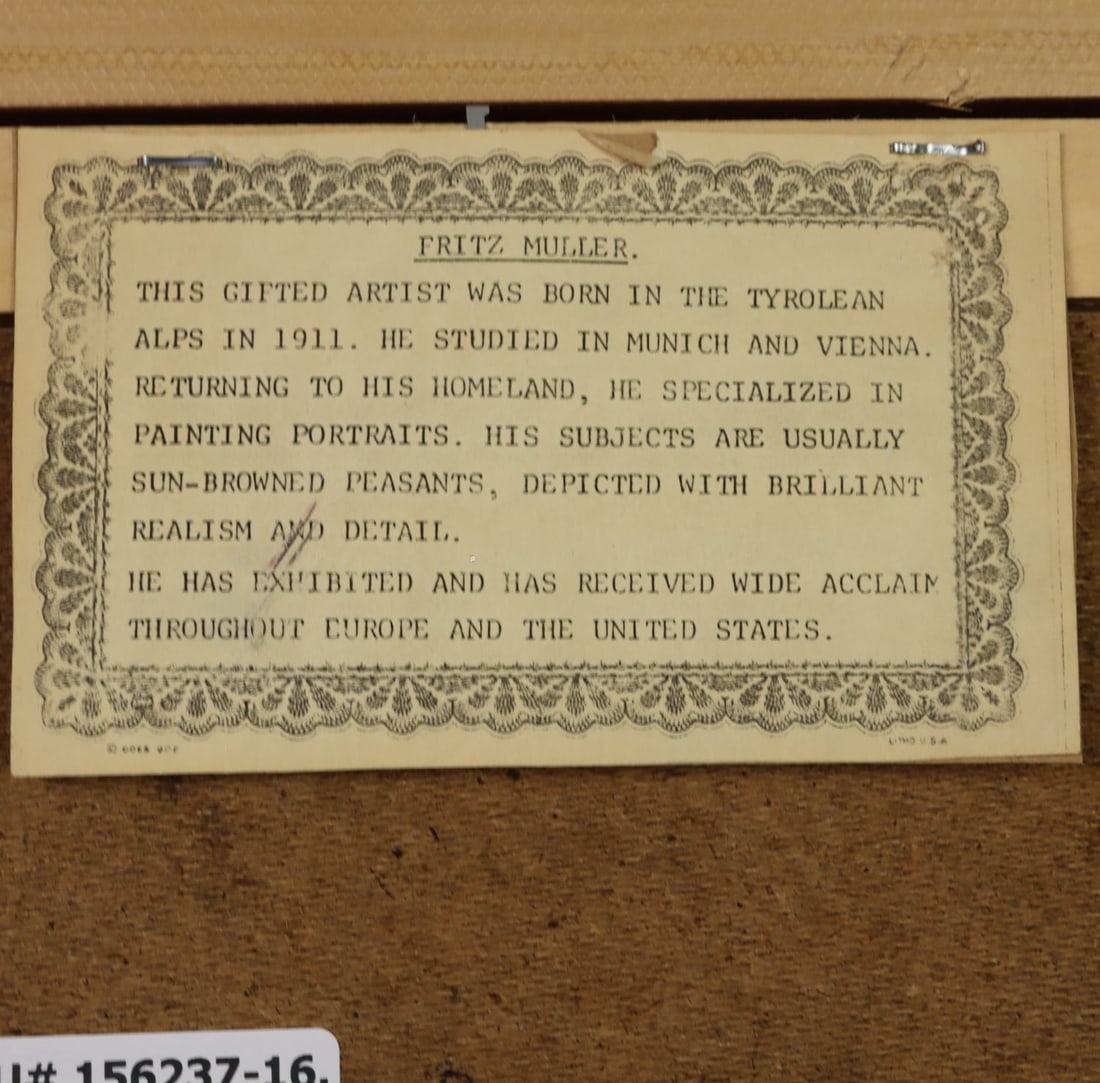 FRITZ MULLER.
THIS GIFTED ARTIST WAS BORN IN THE TYROLEAN
ALPS IN 1911. HE STUDIED IN MUNICH AND VIENNA.
RETURNING TO HIS HOMELAND, HE SPECIALIZED IN
PAINTING PORTRAITS. HIS SUBJECTS ARE USUALLY
SUN-BROWNED PEASANTS, DEPICTED WITH BRILLIANT
REALISM AND DETAIL.
HE HAS EXHIBITED AND HAS RECEIVED WIDE ACCLAIM
THROUGHOUT EUROPE AND THE UNITED STATES.
LITHO U.S.A
# 156237-16.